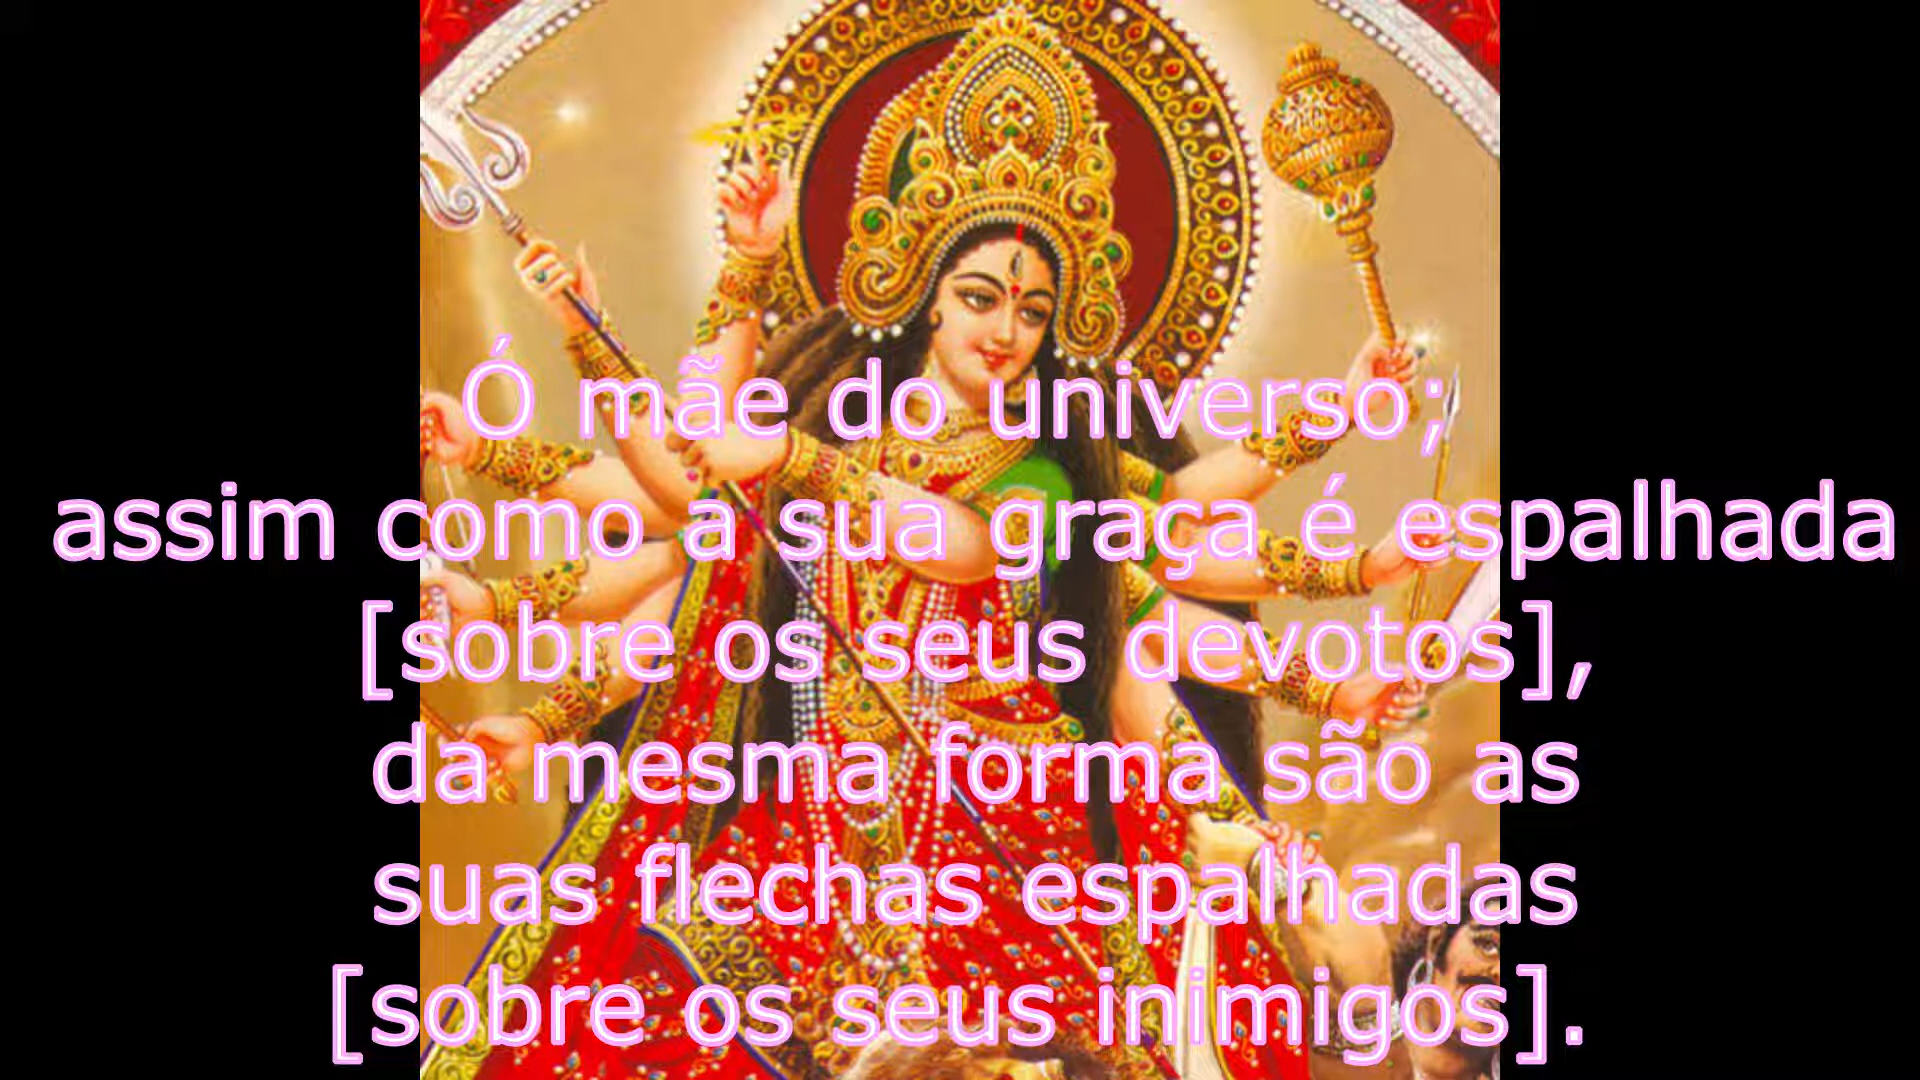 Ó mãe do universo;
assim como a sua graça é espalhada
[sobre os seus devotos],
da mesma forma são as
suas flechas espalhadas
[sobre os seus inimigos].